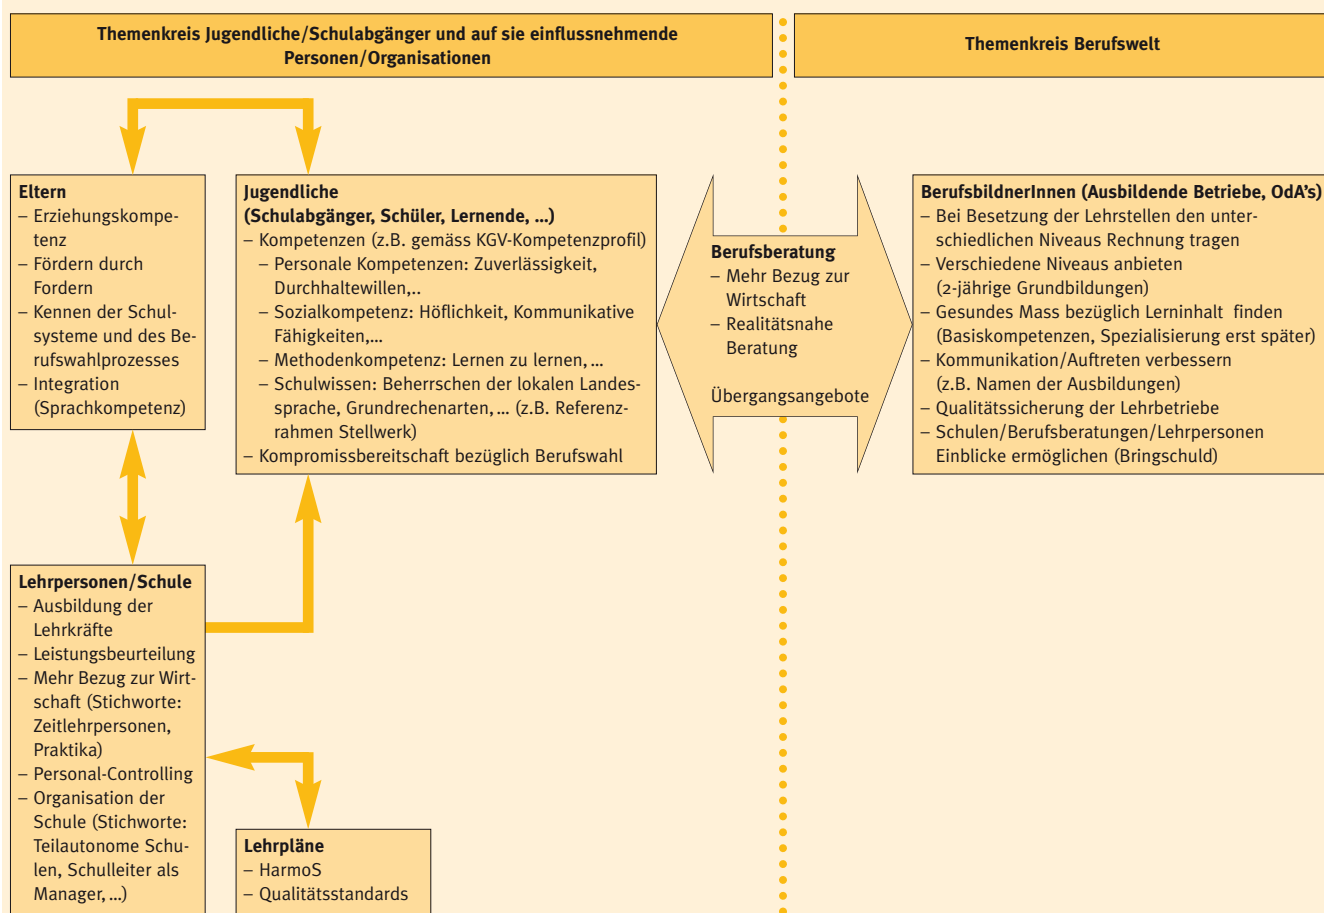 Themenkreis Jugendliche/Schulabgänger und auf sie einflussnehmende
Personen/Organisationen
Themenkreis Berufswelt
Eltern
– Erziehungskompe-
tenz
– Fördern durch
Fordern
– Kennen der Schul-
systeme und des Be-
rufswahlprozesses
– Integration
(Sprachkompetenz)
Jugendliche
(Schulabgänger, Schüler, Lernende, ...)
– Kompetenzen (z.B. gemäss KGV-Kompetenzprofil)
– Personale Kompetenzen: Zuverlässigkeit,
Durchhaltewillen,..
– Sozialkompetenz: Höflichkeit, Kommunikative
Fähigkeiten,...
– Methodenkompetenz: Lernen zu lernen, ...
– Schulwissen: Beherrschen der lokalen Landes-
sprache, Grundrechenarten, ... (z.B. Referenz-
rahmen Stellwerk)
– Kompromissbereitschaft bezüglich Berufswahl
Berufsberatung
– Mehr Bezug zur
Wirtschaft
– Realitätsnahe
Beratung
Übergangsangebote
BerufsbildnerInnen (Ausbildende Betriebe, OdA's)
– Bei Besetzung der Lehrstellen den unter-
schiedlichen Niveaus Rechnung tragen
– Verschiedene Niveaus anbieten
(2-jährige Grundbildungen)
– Gesundes Mass bezüglich Lerninhalt finden
(Basiskompetenzen, Spezialisierung erst später)
– Kommunikation/Auftreten verbessern
(z.B. Namen der Ausbildungen)
– Qualitätssicherung der Lehrbetriebe
– Schulen/Berufsberatungen/Lehrpersonen
Einblicke ermöglichen (Bringschuld)
Lehrpersonen/Schule
– Ausbildung der
Lehrkräfte
– Leistungsbeurteilung
– Mehr Bezug zur Wirt-
schaft (Stichworte:
Zeitlehrpersonen,
Praktika)
– Personal-Controlling
– Organisation der
Schule (Stichworte:
Teilautonome Schu-
len, Schulleiter als
Manager, ...)
Lehrpläne
– HarmoS
– Qualitätsstandards